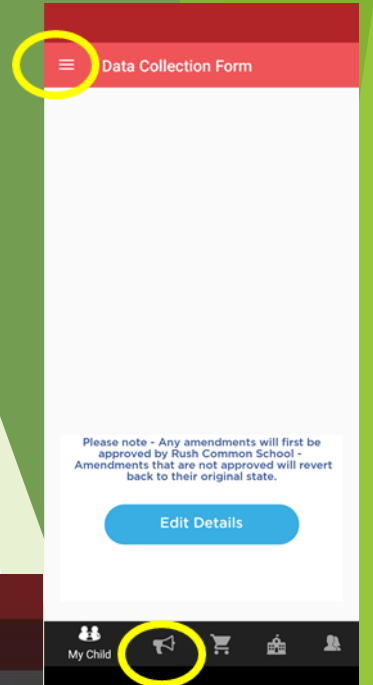 Data Collection Form
Please note - Any amendments will first be
approved by Rush Common School -
Amendments that are not approved will revert
back to their original state.
Edit Details
My Child